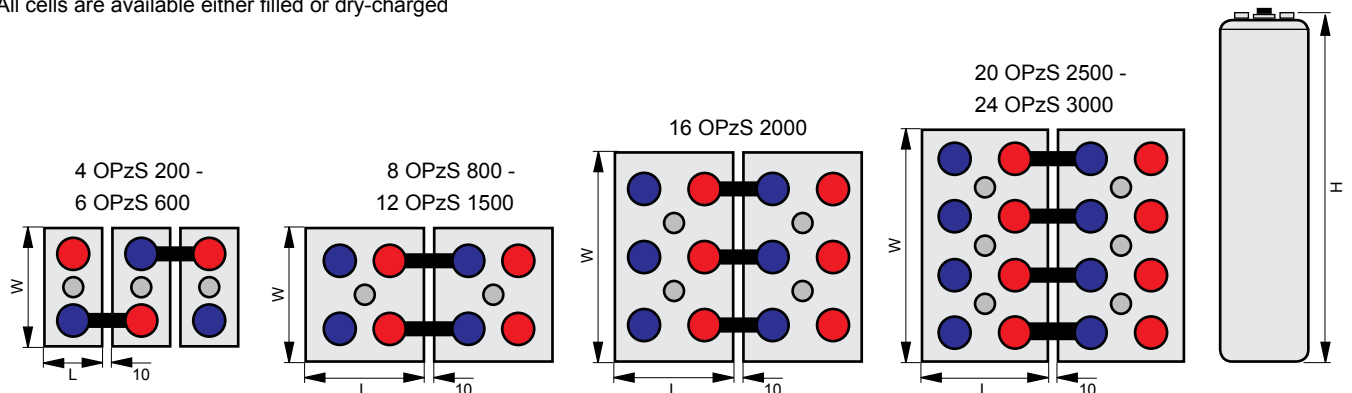 All cells are available either filled or dry-charged
4 OPzS 200 -
6 OPzS 600
8 OPzS 800 -
12 OPzS 1500
16 OPzS 2000
20 OPzS 2500 -
24 OPzS 3000
W
L
10
W
L
10
W
L
10
W
L
10
H